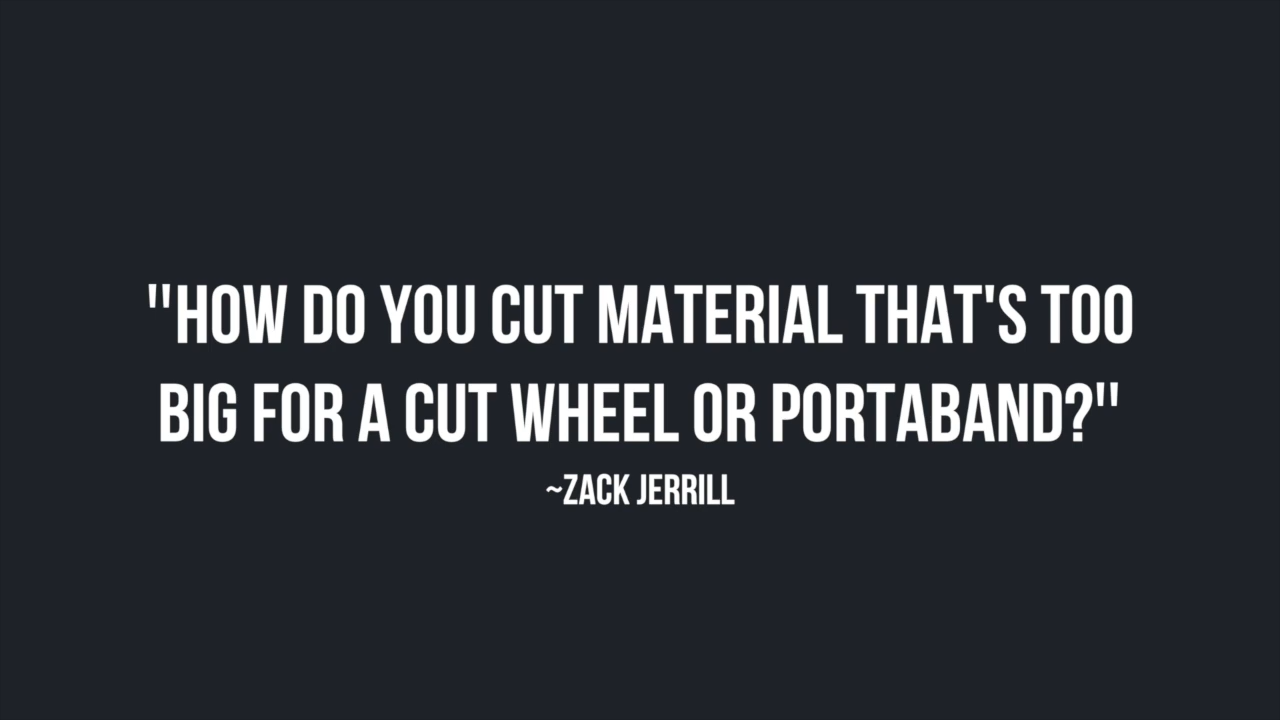 "HOW DO YOU CUT MATERIAL THAT'S TOO
BIG FOR A CUT WHEEL OR PORTABAND?"
~ZACK JERRILL